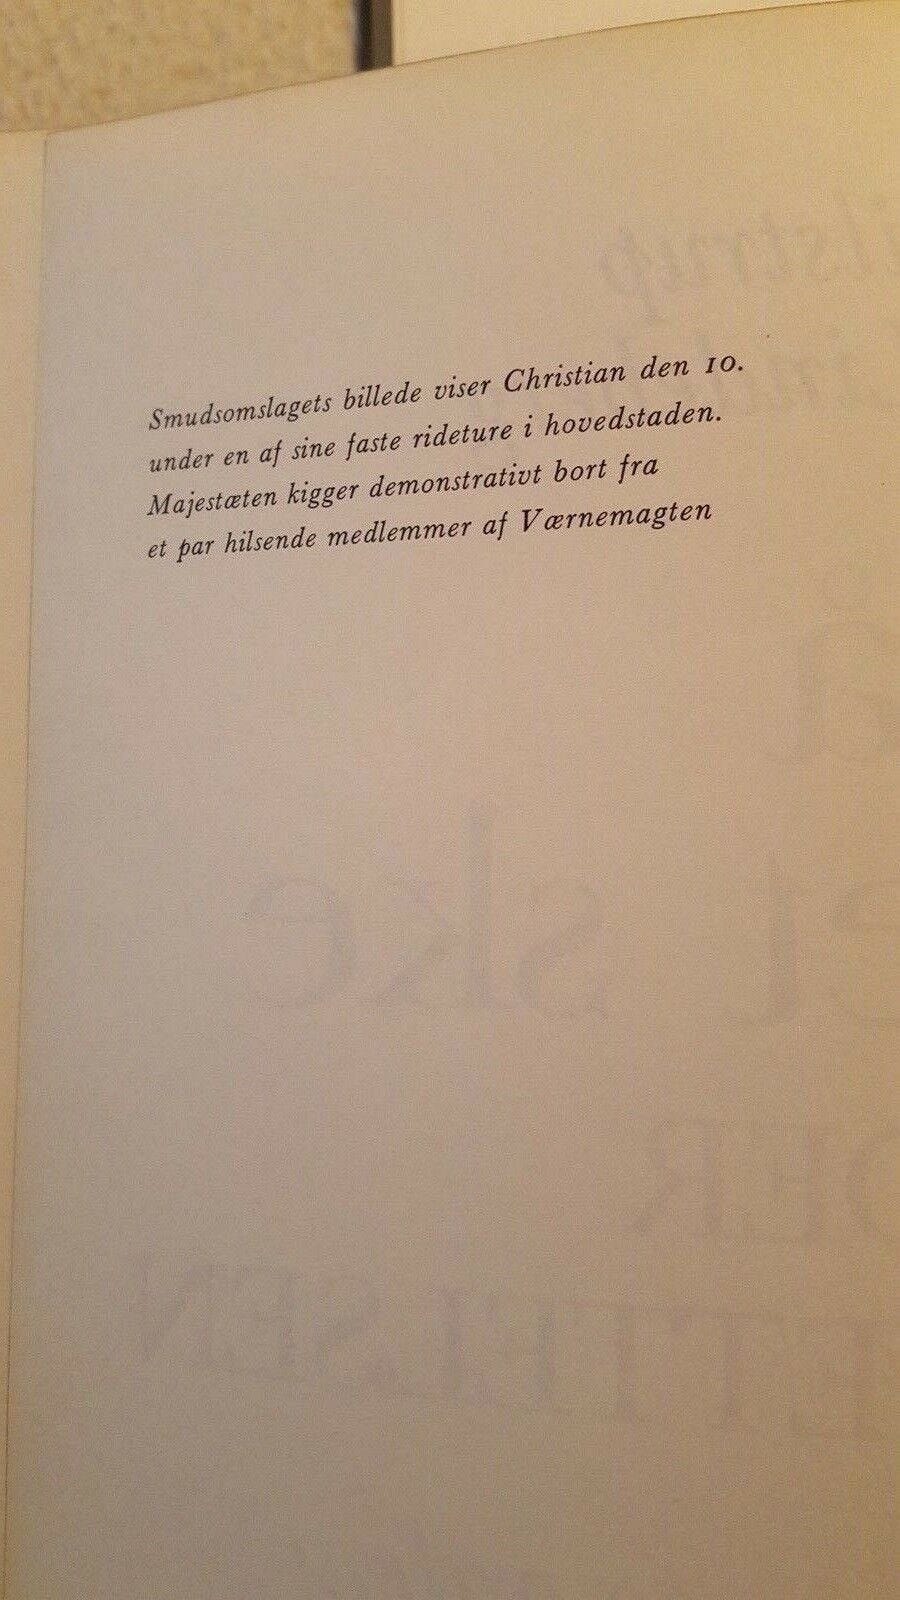 Smudsomslagets billede viser Christian den 10.
under en af sine faste rideture i hovedstaden.
Majestæten kigger demonstrativt bort fra
et par hilsende medlemmer af Værnemagten